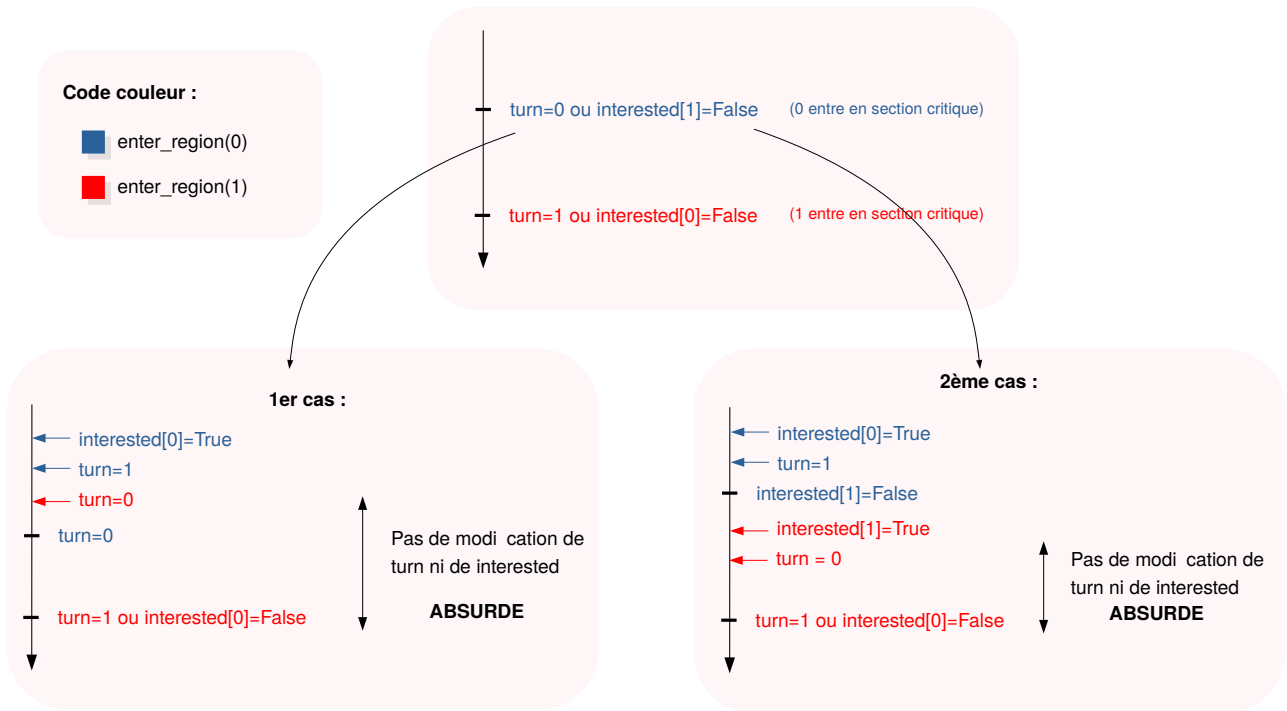 Code couleur :
enter_region(0)
enter_region(1)
turn=0 ou interested[1]=False (0 entre en section critique)
turn=1 ou interested[0]=False (1 entre en section critique)
1er cas :
interested[0]=True
turn=1
turn=0
turn=0
Pas de modi cation de
turn ni de interested
ABSURDE
turn=1 ou interested[0]=False
2ème cas :
interested[0]=True
turn=1
interested[1]=False
interested[1]=True
turn = 0
Pas de modi cation de
turn ni de interested
ABSURDE
turn=1 ou interested[0]=False